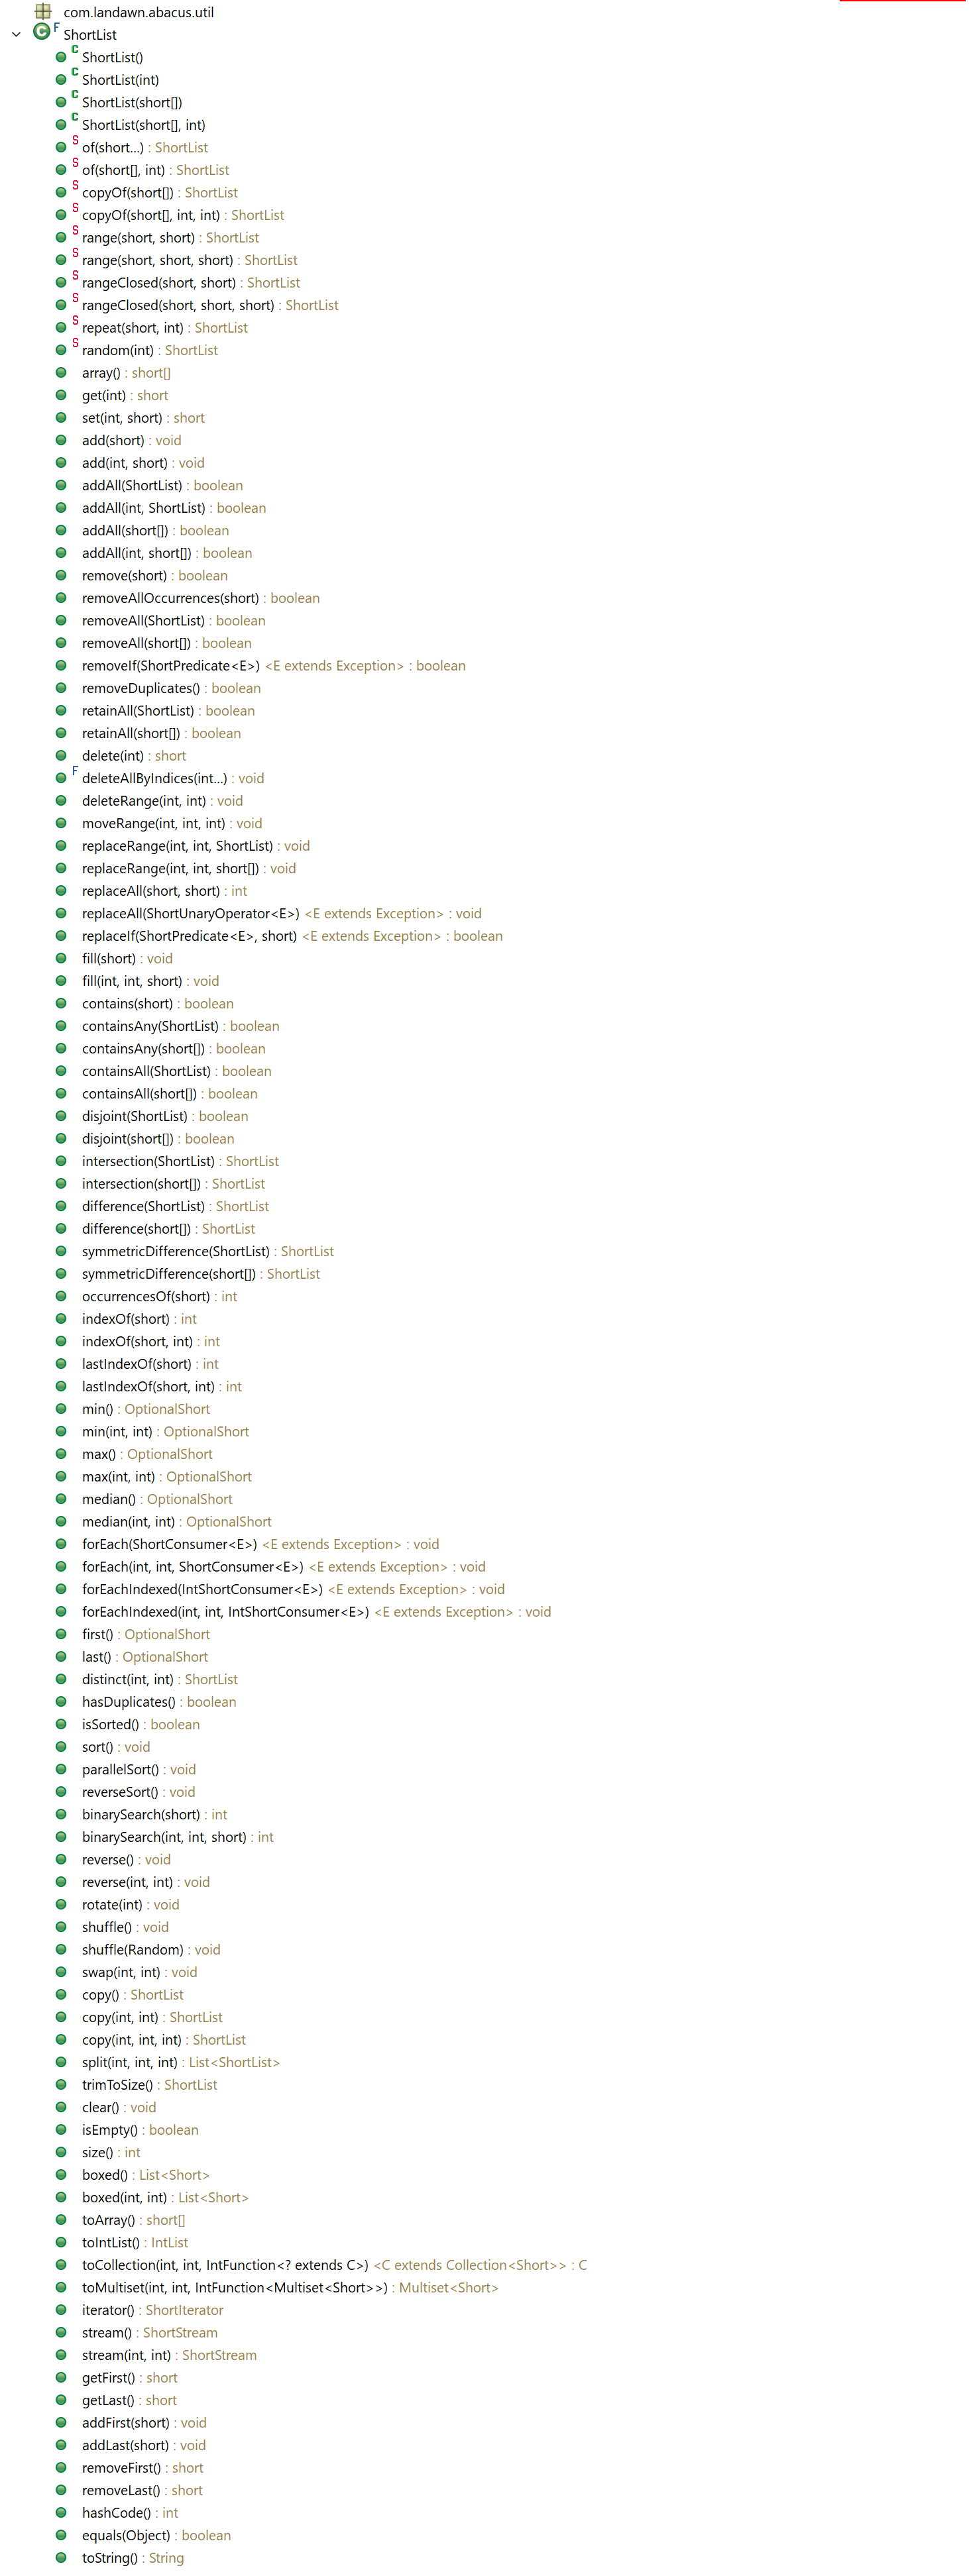 com.landawn.abacus.util
C F ShortList
C ShortList()
C ShortList(int)
C ShortList(short[])
C ShortList(short[], int)
S of(short...) : ShortList
S of(short[], int) : ShortList
S copyOf(short[]) : ShortList
S copyOf(short[], int, int) : ShortList
S range(short, short) : ShortList
S range(short, short, short) : ShortList
S rangeClosed(short, short) : ShortList
S rangeClosed(short, short, short) : ShortList
S repeat(short, int) : ShortList
S random(int) : ShortList
array() : short[]
get(int) : short
set(int, short) : short
add(short) : void
add(int, short) : void
addAll(ShortList) : boolean
addAll(int, ShortList) : boolean
addAll(short[]) : boolean
addAll(int, short[]) : boolean
remove(short) : boolean
removeAllOccurrences(short) : boolean
removeAll(ShortList) : boolean
removeAll(short[]) : boolean
removeIf(ShortPredicate<E>) <E extends Exception> : boolean
removeDuplicates() : boolean
retainAll(ShortList) : boolean
retainAll(short[]) : boolean
delete(int) : short
F deleteAllByIndices(int...) : void
deleteRange(int, int) : void
moveRange(int, int, int) : void
replaceRange(int, int, ShortList) : void
replaceRange(int, int, short[]) : void
replaceAll(short, short) : int
replaceAll(ShortUnaryOperator<E>) <E extends Exception> : void
replaceIf(ShortPredicate<E>, short) <E extends Exception> : boolean
fill(short) : void
fill(int, int, short) : void
contains(short) : boolean
containsAny(ShortList) : boolean
containsAny(short[]) : boolean
containsAll(ShortList) : boolean
containsAll(short[]) : boolean
disjoint(ShortList) : boolean
disjoint(short[]) : boolean
intersection(ShortList) : ShortList
intersection(short[]) : ShortList
difference(ShortList) : ShortList
difference(short[]) : ShortList
symmetricDifference(ShortList) : ShortList
symmetricDifference(short[]) : ShortList
occurrencesOf(short) : int
indexOf(short) : int
indexOf(short, int) : int
lastIndexOf(short) : int
lastIndexOf(short, int) : int
min() : OptionalShort
min(int, int) : OptionalShort
max() : OptionalShort
max(int, int) : OptionalShort
median() : OptionalShort
median(int, int) : OptionalShort
forEach(ShortConsumer<E>) <E extends Exception> : void
forEach(int, int, ShortConsumer<E>) <E extends Exception> : void
forEachIndexed(IntShortConsumer<E>) <E extends Exception> : void
forEachIndexed(int, int, IntShortConsumer<E>) <E extends Exception> : void
first() : OptionalShort
last() : OptionalShort
distinct(int, int) : ShortList
hasDuplicates() : boolean
isSorted() : boolean
sort() : void
parallelSort() : void
reverseSort() : void
binarySearch(short) : int
binarySearch(int, int, short) : int
reverse() : void
reverse(int, int) : void
rotate(int) : void
shuffle() : void
shuffle(Random) : void
swap(int, int) : void
copy() : ShortList
copy(int, int) : ShortList
copy(int, int, int) : ShortList
split(int, int, int) : List<ShortList>
trimToSize() : ShortList
clear() : void
isEmpty() : boolean
size() : int
boxed() : List<Short>
boxed(int, int) : List<Short>
toArray() : short[]
toIntList() : IntList
toCollection(int, int, IntFunction<? extends C>) <C extends Collection<Short>> : C
toMultiset(int, int, IntFunction<Multiset<Short>>) : Multiset<Short>
iterator() : ShortIterator
stream() : ShortStream
stream(int, int) : ShortStream
getFirst() : short
getLast() : short
addFirst(short) : void
addLast(short) : void
removeFirst() : short
removeLast() : short
hashCode() : int
equals(Object) : boolean
toString() : String